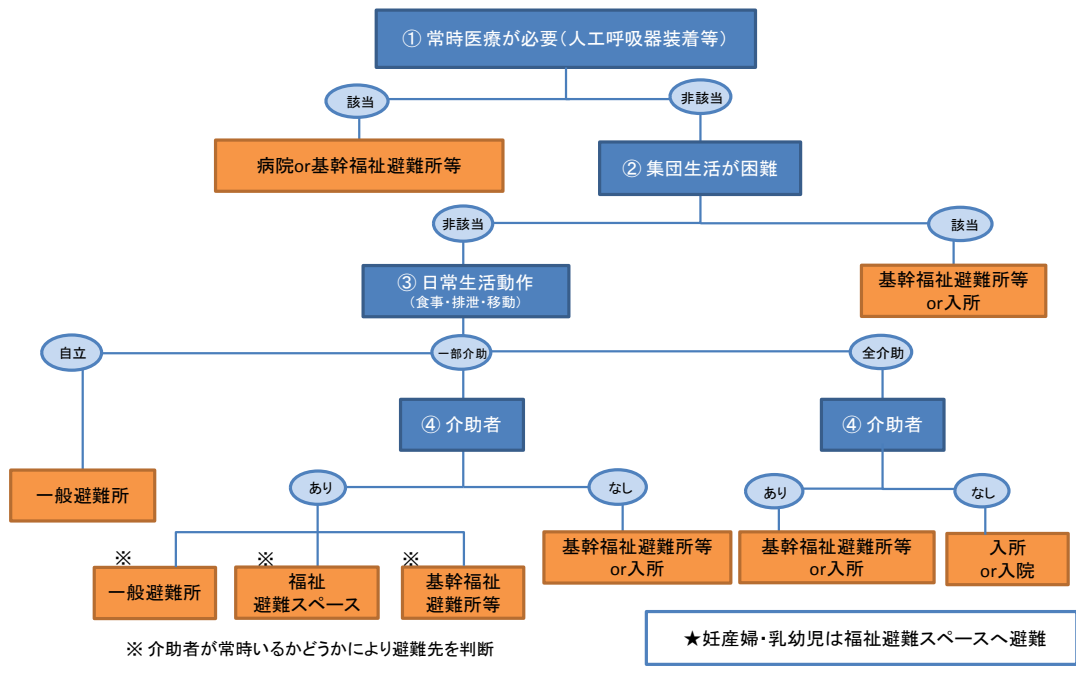 ① 常時医療が必要(人工呼吸器装着等)
該当
非該当
病院or基幹福祉避難所等
② 集団生活が困難
非該当
該当
③ 日常生活動作
(食事・排泄・移動)
基幹福祉避難所等
or入所
自立
一部介助
全介助
④ 介助者
④ 介助者
一般避難所
あり
なし
あり
なし
※
一般避難所
※
福祉
避難スペース
※
基幹福祉
避難所等
基幹福祉避難所等
or入所
基幹福祉避難所等
or入所
入所
or入院
※ 介助者が常時いるかどうかにより避難先を判断
★妊産婦・乳幼児は福祉避難スペースへ避難